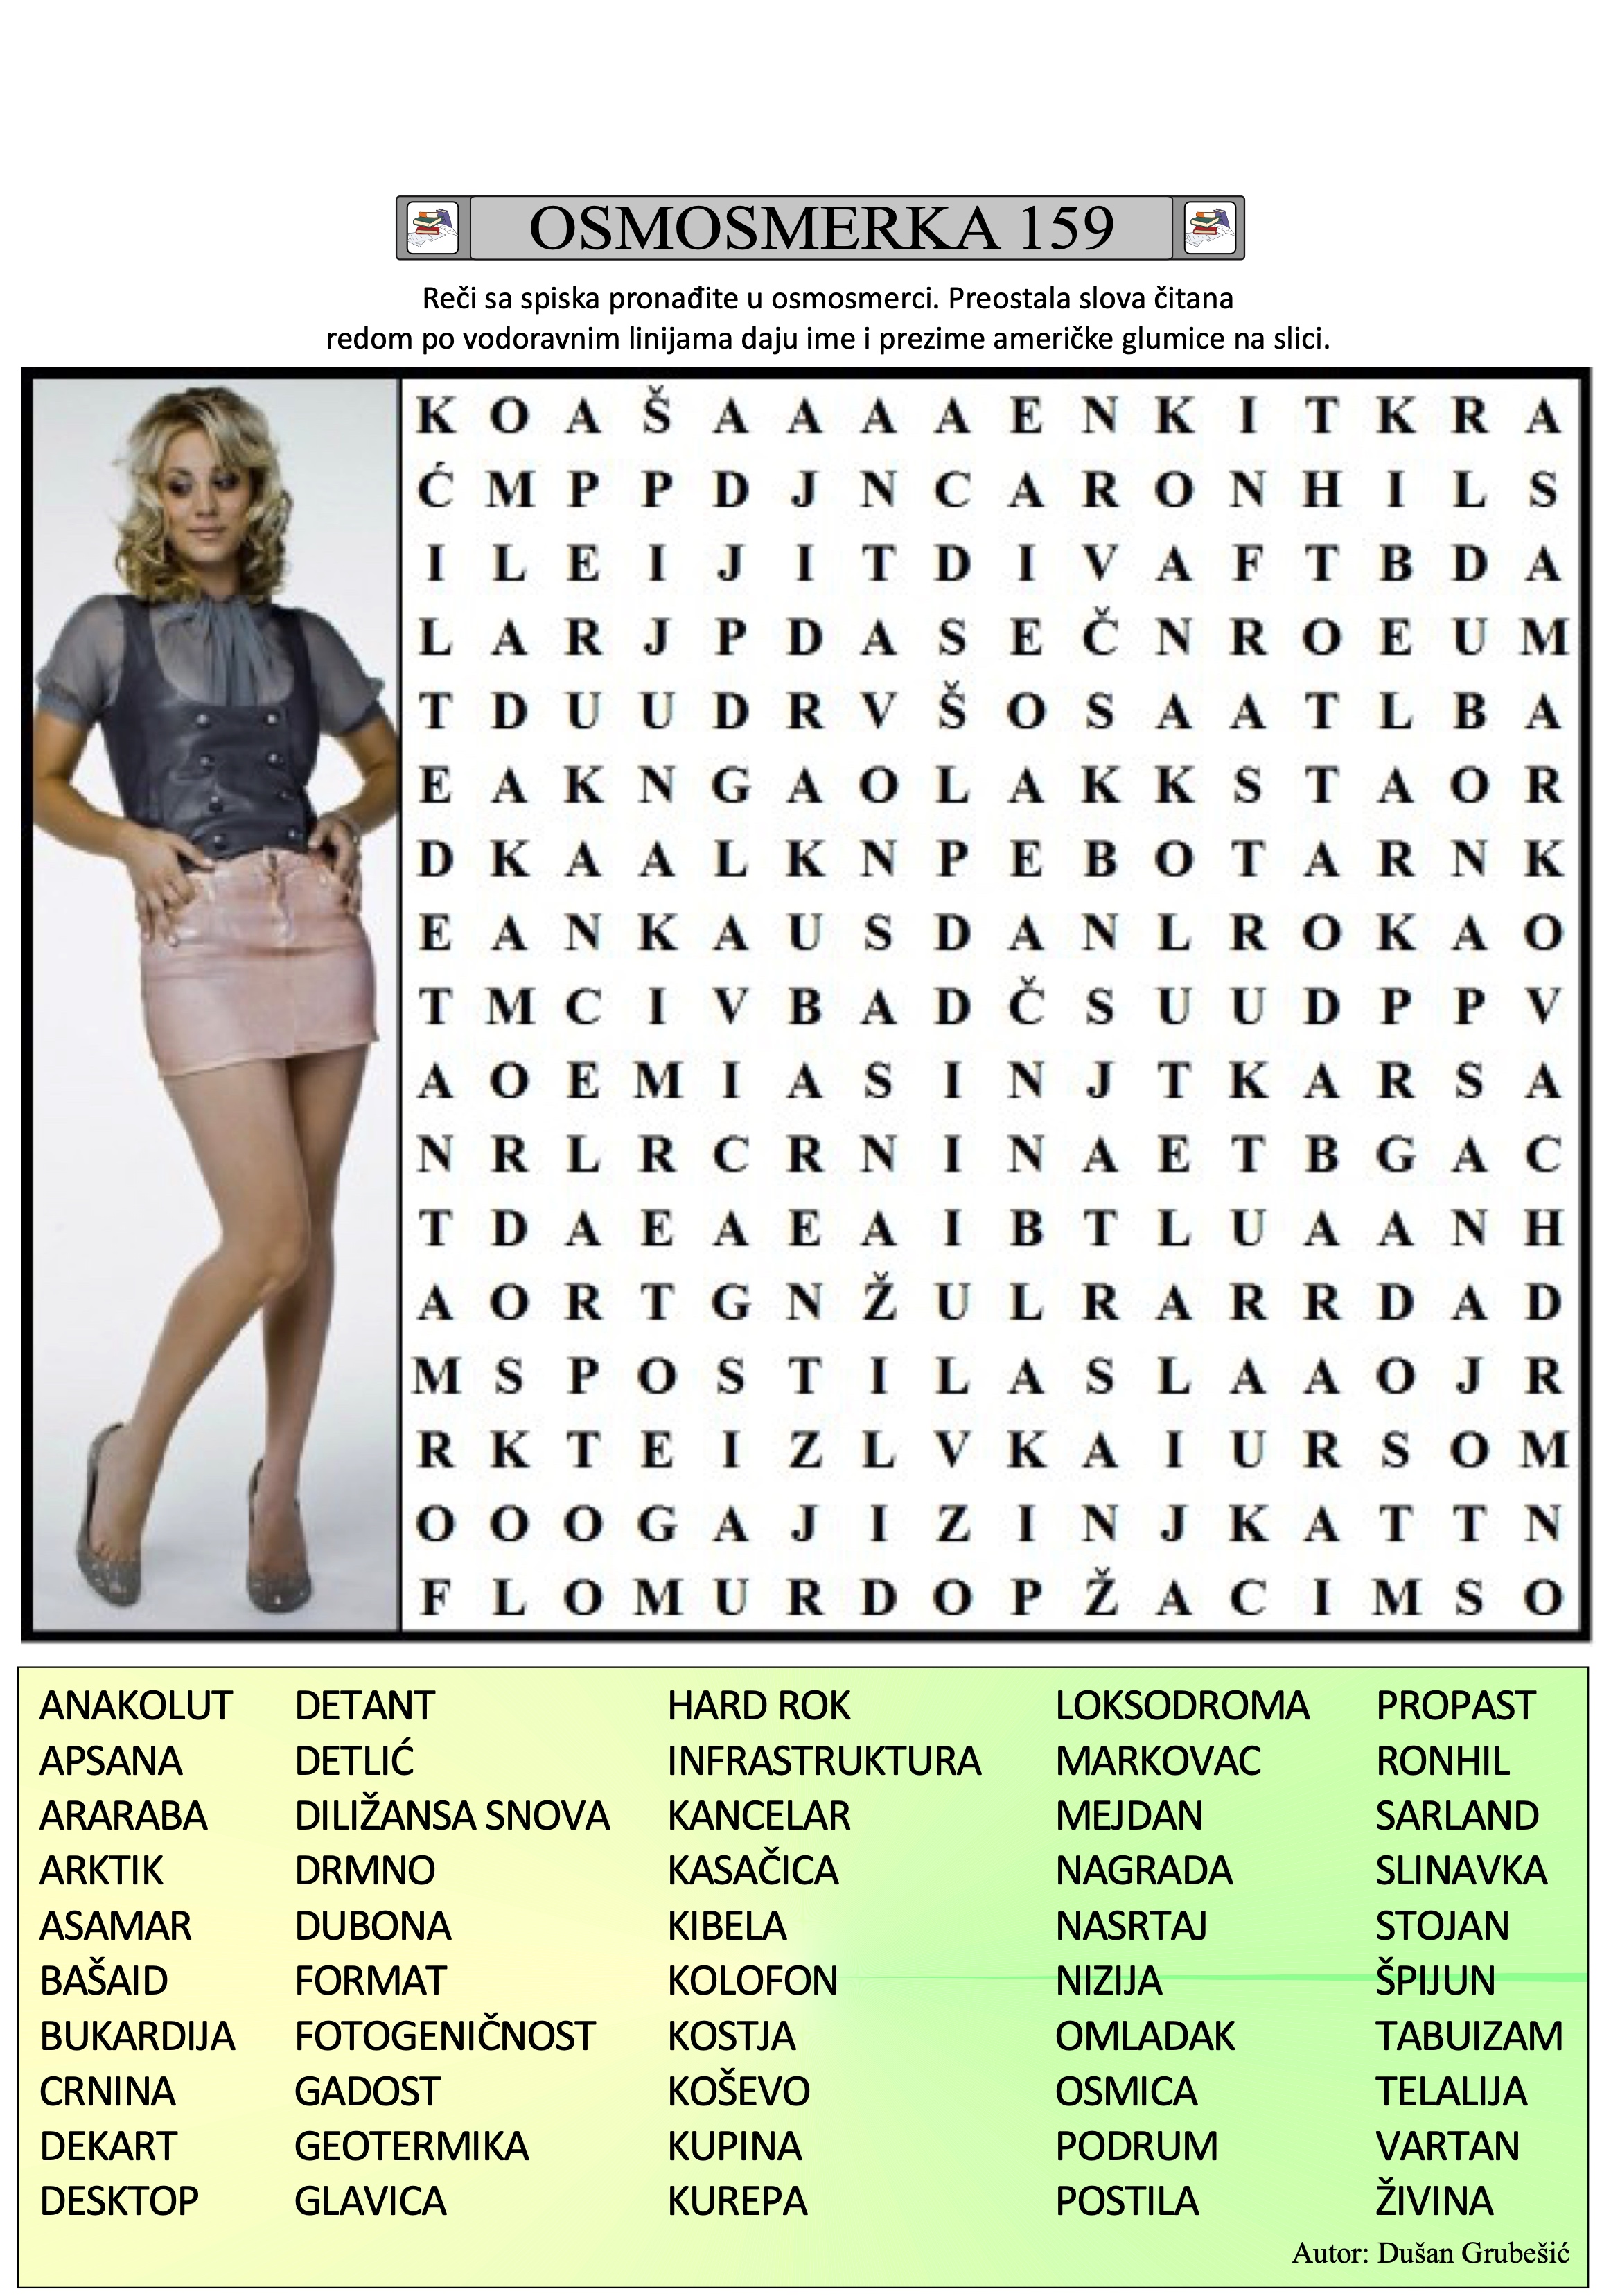 OSMOSMERKA 159
Reči sa spiska pronađite u osmosmerci. Preostala slova čitana
redom po vodoravnim linijama daju ime i prezime američke glumice na slici.
K O A Š A A A A E N K I T K R A
Ć M P P D J N C A R O N H I L S
I L E I J I T D I V A F T B D A
L A R J P D A S E Č N R O E U M
T D U U D R V Š O S A A T L B A
E A K N G A O L A K K S T A O R
D K A A L K N P E B O T A R N K
E A N K A U S D A N L R O K A O
T M C I V B A D Č S U U D P P V
A O E M I A S I N J T K A R S A
N R L R C R N I N A E T B G A C
T D A E A E A I B T L U A A N H
A O R T G N Ž U L R A R R D A D
M S P O S T I L A S L A A O J R
R K T E I Z L V K A I U R S O M
O O O G A J I Z I N J K A T T N
F L O M U R D O P Ž A C I M S O
ANAKOLUT DETANT HARD ROK LOKSODROMA PROPAST
APSANA DETLIĆ INFRASTRUKTURA MARKOVAC RONHIL
ARARABA DILIŽANSA SNOVA KANCELAR MEJDAN SARLAND
ARKTIK DRMNO KASAČICA NAGRADA SLINAVKA
ASAMAR DUBONA KIBELA NASRTAJ STOJAN
BAŠAID FORMAT KOLOFON NIZIJA ŠPIJUN
BUKARDIJA FOTOGENIČNOST KOSTJA OMLADAK TABUIZAM
CRNINA GADOST KOŠEVO OSMICA TELALIJA
DEKART GEOTERMIKA KUPINA PODRUM VARTAN
DESKTOP GLAVICA KUREPA POSTILA ŽIVINA
Autor: Dušan Grubešić